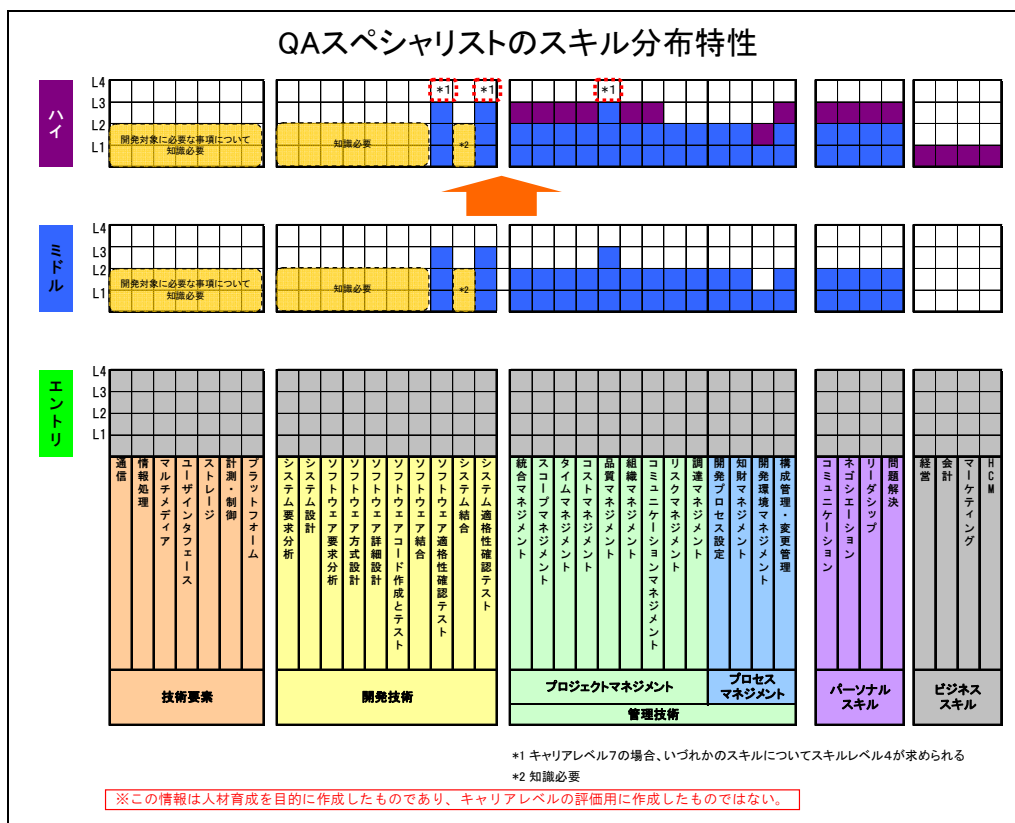 QAスペシャリストのスキル分布特性
ハイ
L4
L3
L2
L1
*1
*1
*1
開発対象に必要な事項について
知識必要
知識必要
*2
ミドル
L4
L3
L2
L1
開発対象に必要な事項について
知識必要
知識必要
*2
エントリ
L4
L3
L2
L1
通信
情報処理
マルチメディア
ユーザインタフェース
ストレージ
計測・制御
プラットフォーム
システム要求分析
システム設計
ソフトウェア要求分析
ソフトウェア方式設計
ソフトウェア詳細設計
ソフトウェアコード作成とテスト
ソフトウェア結合
ソフトウェア適格性確認テスト
システム結合
システム適格性確認テスト
統合マネジメント
スコープマネジメント
タイムマネジメント
コストマネジメント
品質マネジメント
組織マネジメント
コミュニケーションマネジメント
リスクマネジメント
調達マネジメント
開発プロセス設定
知財マネジメント
開発環境マネジメント
構成管理・変更管理
コミュニケーション
ネゴシエーション
リーダシップ
問題解決
経営
会計
マーケティング
HCM
技術要素
開発技術
プロジェクトマネジメント
プロセス
マネジメント
管理技術
パーソナル
スキル
ビジネス
スキル
*1 キャリアレベル7の場合、いづれかのスキルについてスキルレベル4が求められる
*2 知識必要
※この情報は人材育成を目的に作成したものであり、キャリアレベルの評価用に作成したものではない。